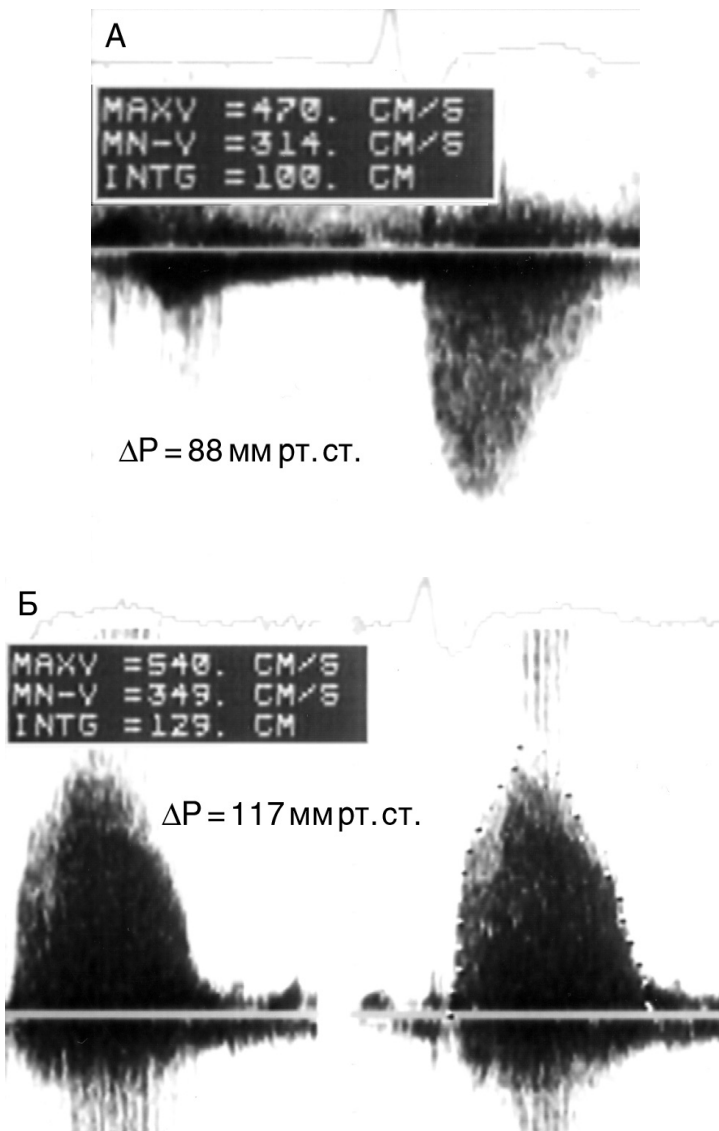 А
MAXV =470. CM/S
MN-V =314. CM/S
INTG =100. CM
ΔP = 88 мм рт. ст.
Б
MAXV =540. CM/S
MN-V =349. CM/S
INTG =129. CM
ΔP = 117 мм рт. ст.